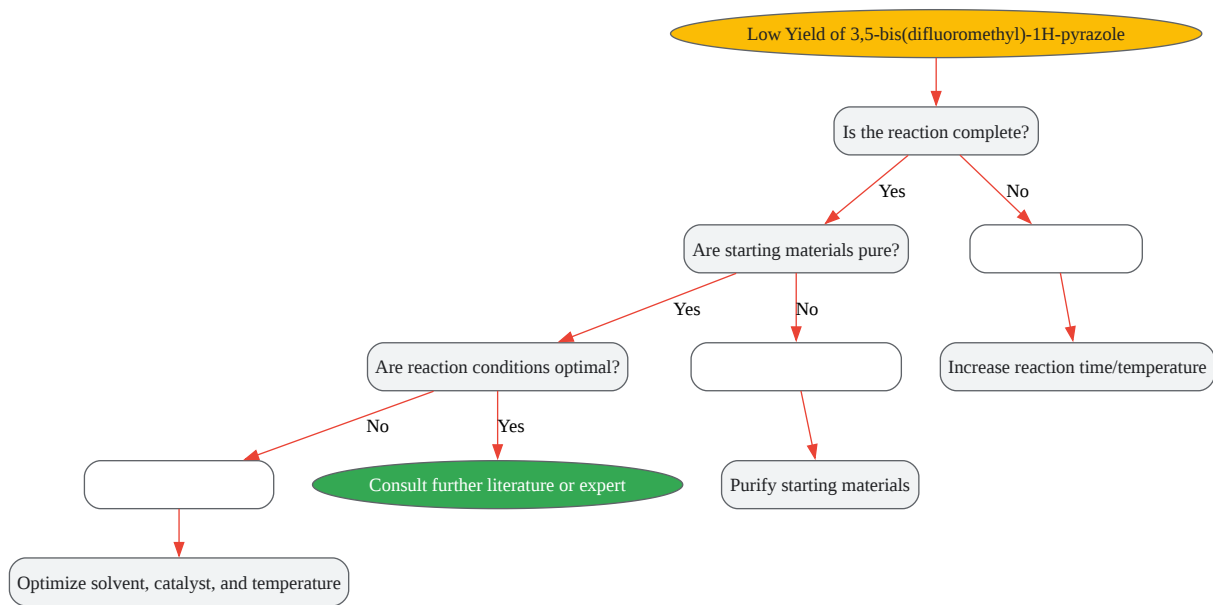 Low Yield of 3,5-bis(difluoromethyl)-1H-pyrazole
Is the reaction complete?
Yes
No
Are starting materials pure?
Yes
No
Are reaction conditions optimal?
Increase reaction time/temperature
No
Yes
Consult further literature or expert
Purify starting materials
Optimize solvent, catalyst, and temperature